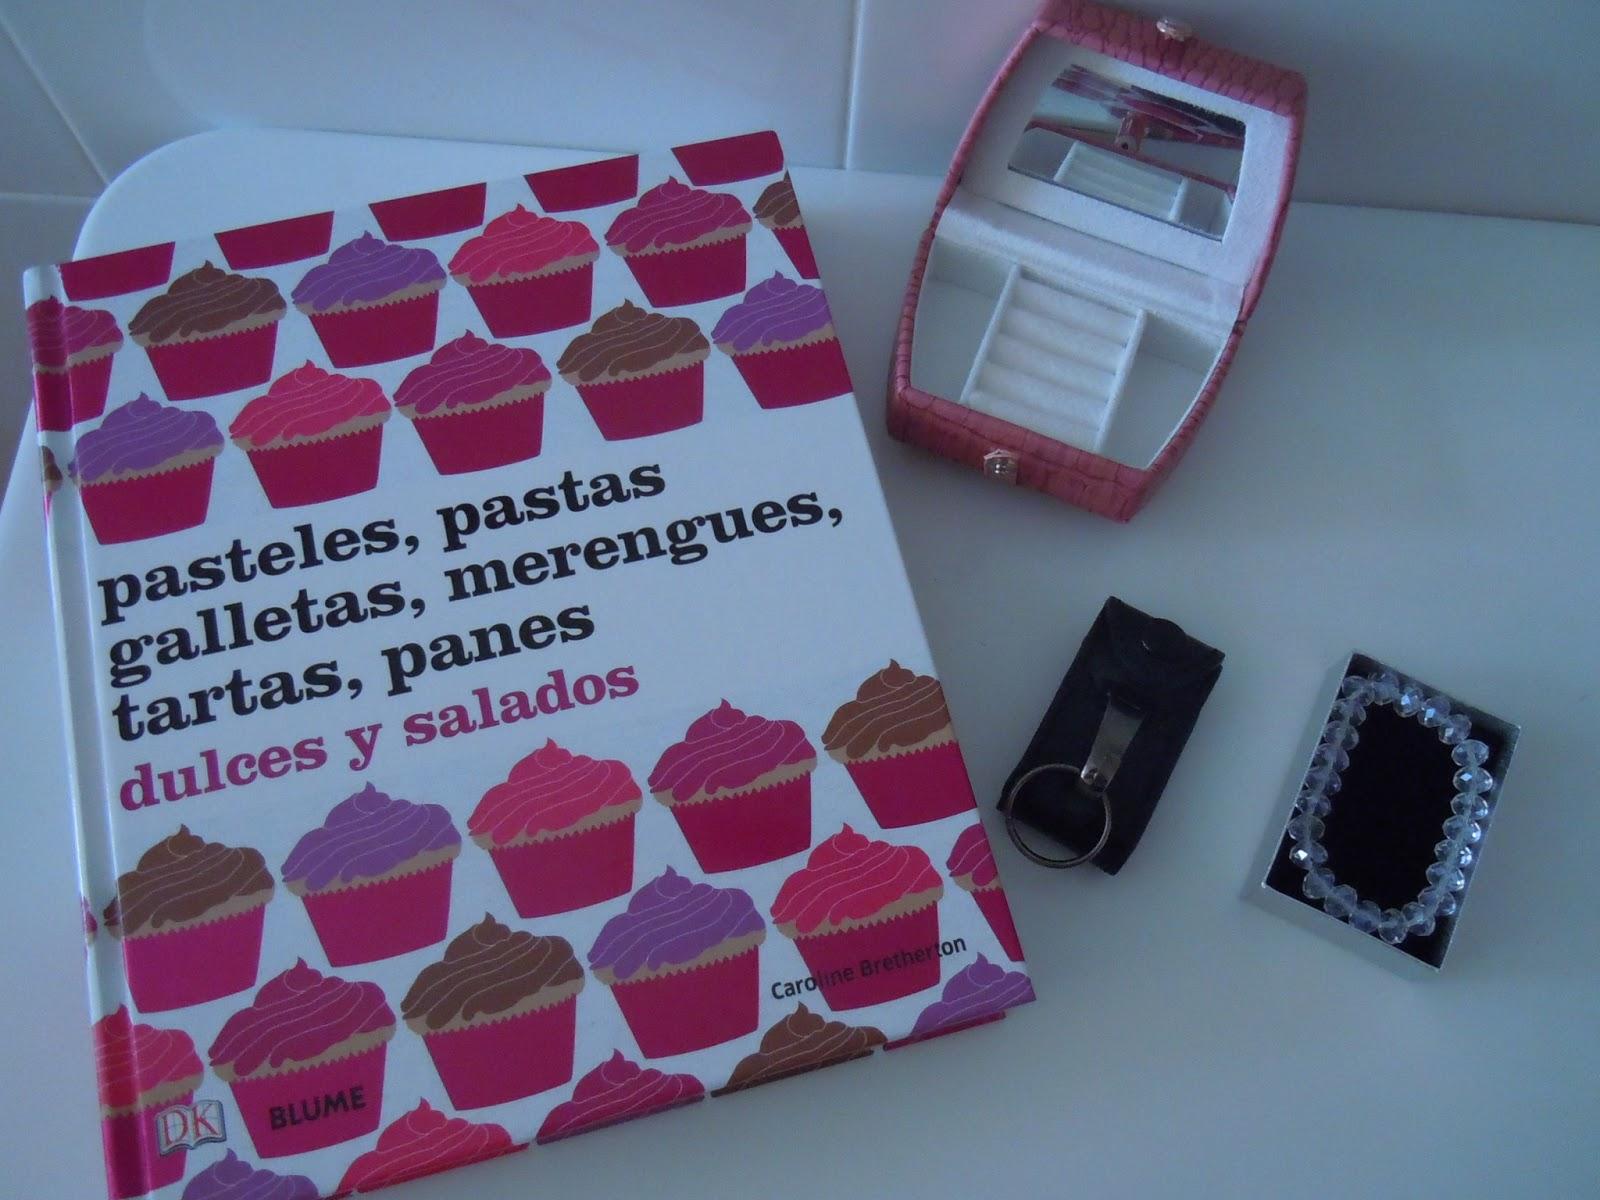 pasteles, pastas
galletas, merengues,
tartas, panes
dulces y salados
Caroline Bretherton
DK
BLUME